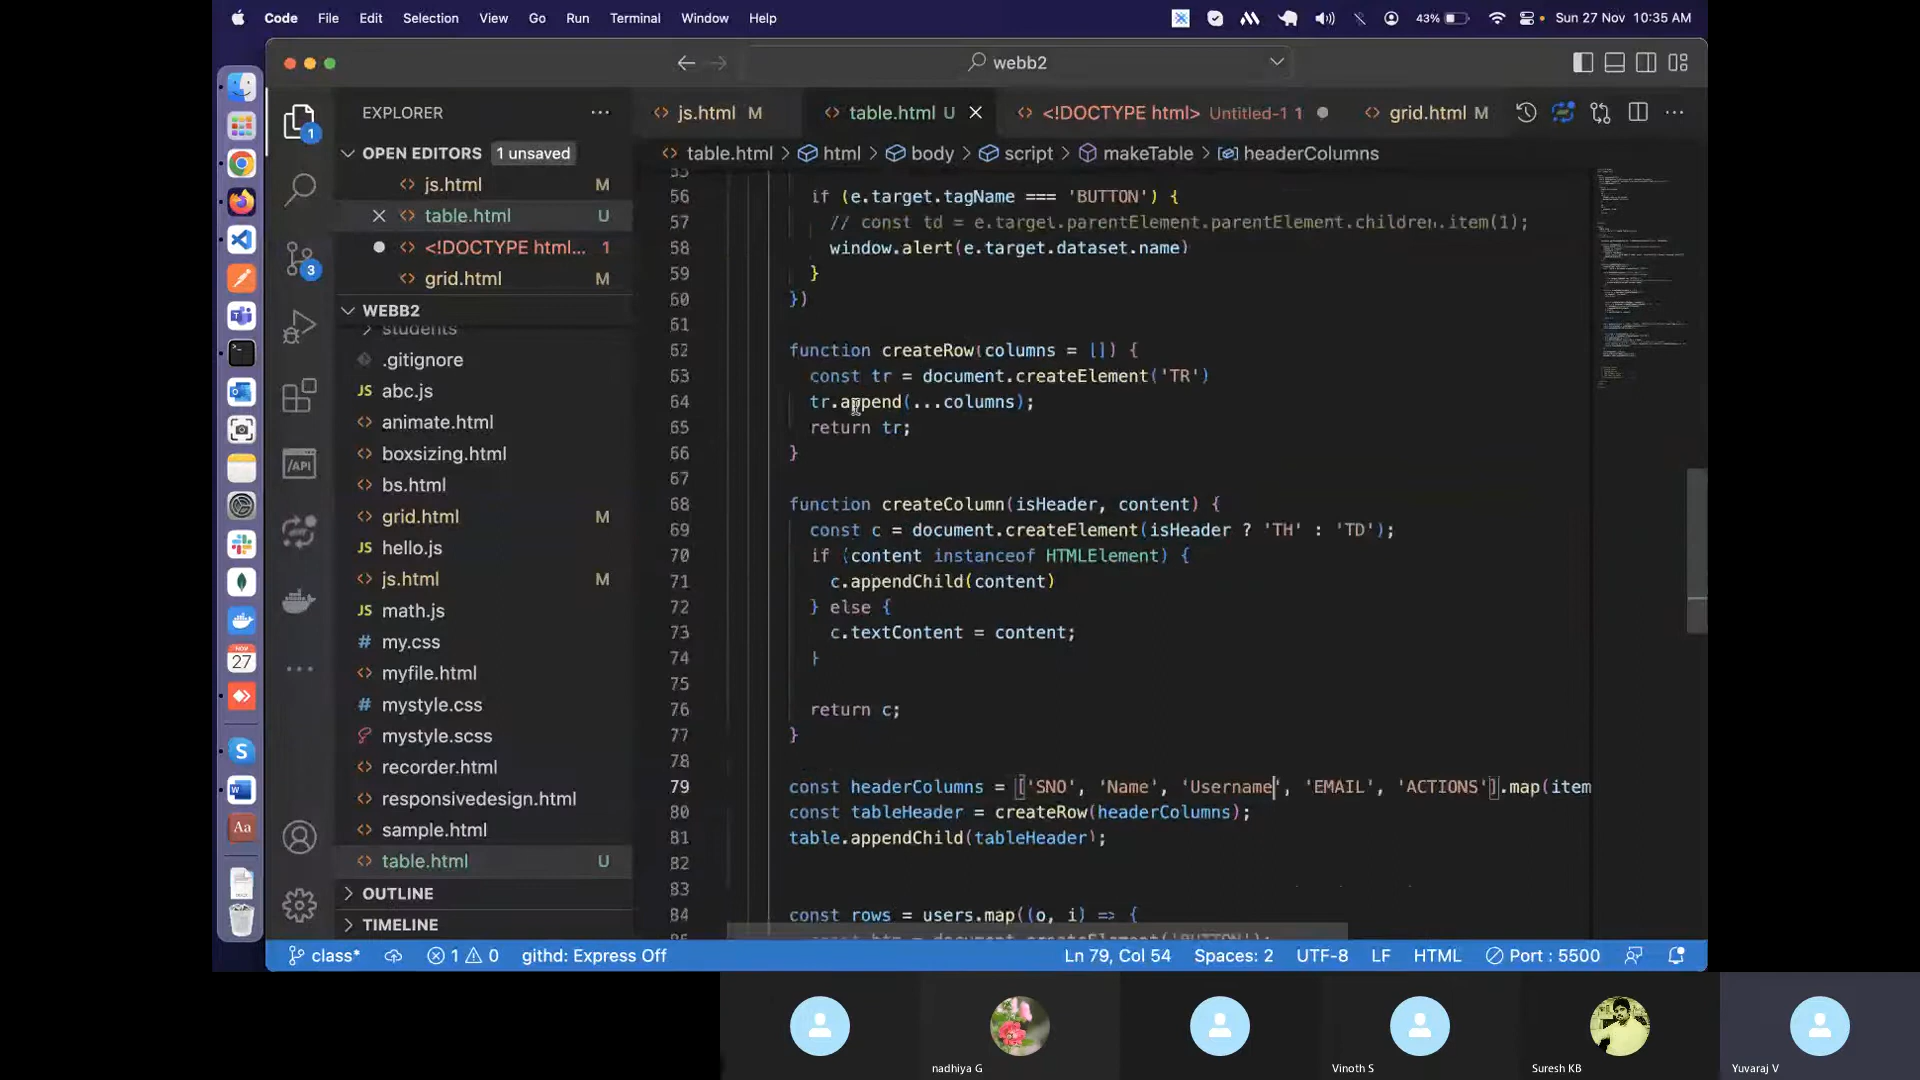 Code File Edit Selection View Go Run Terminal Window Help 43% Sun 27 Nov 10:35 AM
webb2
EXPLORER
OPEN EDITORS 1 unsaved
js.html M
table.html U
<!DOCTYPE html... 1
grid.html M
WEBB2
students
.gitignore
abc.js
animate.html
boxsizing.html
bs.html
grid.html M
hello.js
js.html M
math.js
my.css
myfile.html
mystyle.css
mystyle.scss
recorder.html
responsivedesign.html
sample.html
table.html U
OUTLINE
TIMELINE
js.html M table.html U <!DOCTYPE html> Untitled-1 1 grid.html M
table.html > html > body > script > makeTable > headerColumns
55
56 if (e.target.tagName === 'BUTTON') {
57 // const td = e.target.parentElement.parentElement.children.item(1);
58 window.alert(e.target.dataset.name)
59 }
60 })
61
62 function createRow(columns = []) {
63 const tr = document.createElement('TR')
64 tr.append(...columns);
65 return tr;
66 }
67
68 function createColumn(isHeader, content) {
69 const c = document.createElement(isHeader ? 'TH' : 'TD');
70 if (content instanceof HTMLElement) {
71 c.appendChild(content)
72 } else {
73 c.textContent = content;
74 }
75
76 return c;
77 }
78
79 const headerColumns = ['SNO', 'Name', 'Username', 'EMAIL', 'ACTIONS'].map(item
80 const tableHeader = createRow(headerColumns);
81 table.appendChild(tableHeader);
82
83
84 const rows = users.map((o, i) => {
const btn = document.createElement('BUTTON');
class* 1 0 githd: Express Off Ln 79, Col 54 Spaces: 2 UTF-8 LF HTML Port : 5500
nadhiya G
Vinoth S
Suresh KB
Yuvaraj V